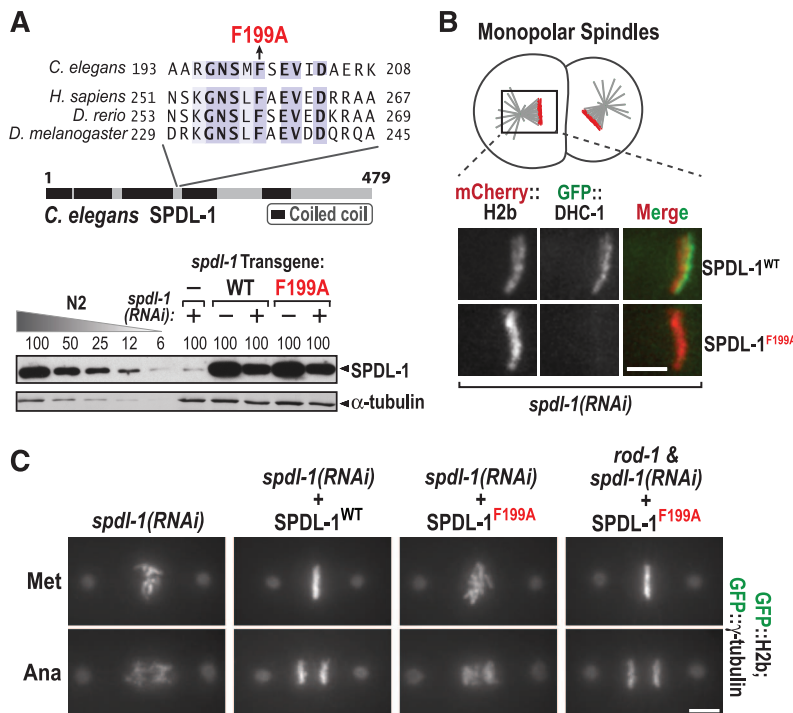 A
F199A
C. elegans 193 AARGNSMFSEVIDAERK 208
H. sapiens 251 NSKGNSLFAEVEDRRAA 267
D. rerio 253 NSKGNSLFAEVEDKRAA 269
D. melanogaster 229 DRKGNSLFAEVDDQRQA 245
1 479
C. elegans SPDL-1 Coiled coil
spdl-1 Transgene:
N2 spdl-1 (RNAi): – WT F199A
+ – + – +
100 50 25 12 6 100 100 100 100 100
SPDL-1
α-tubulin
B
Monopolar Spindles
mCherry:: GFP::
H2b DHC-1 Merge
SPDL-1WT
SPDL-1F199A
spdl-1(RNAi)
C
spdl-1(RNAi)
spdl-1(RNAi)
+
SPDL-1WT
spdl-1(RNAi)
+
SPDL-1F199A
rod-1 &
spdl-1(RNAi)
+
SPDL-1F199A
Met
Ana
GFP::H2b;
GFP::γ-tubulin